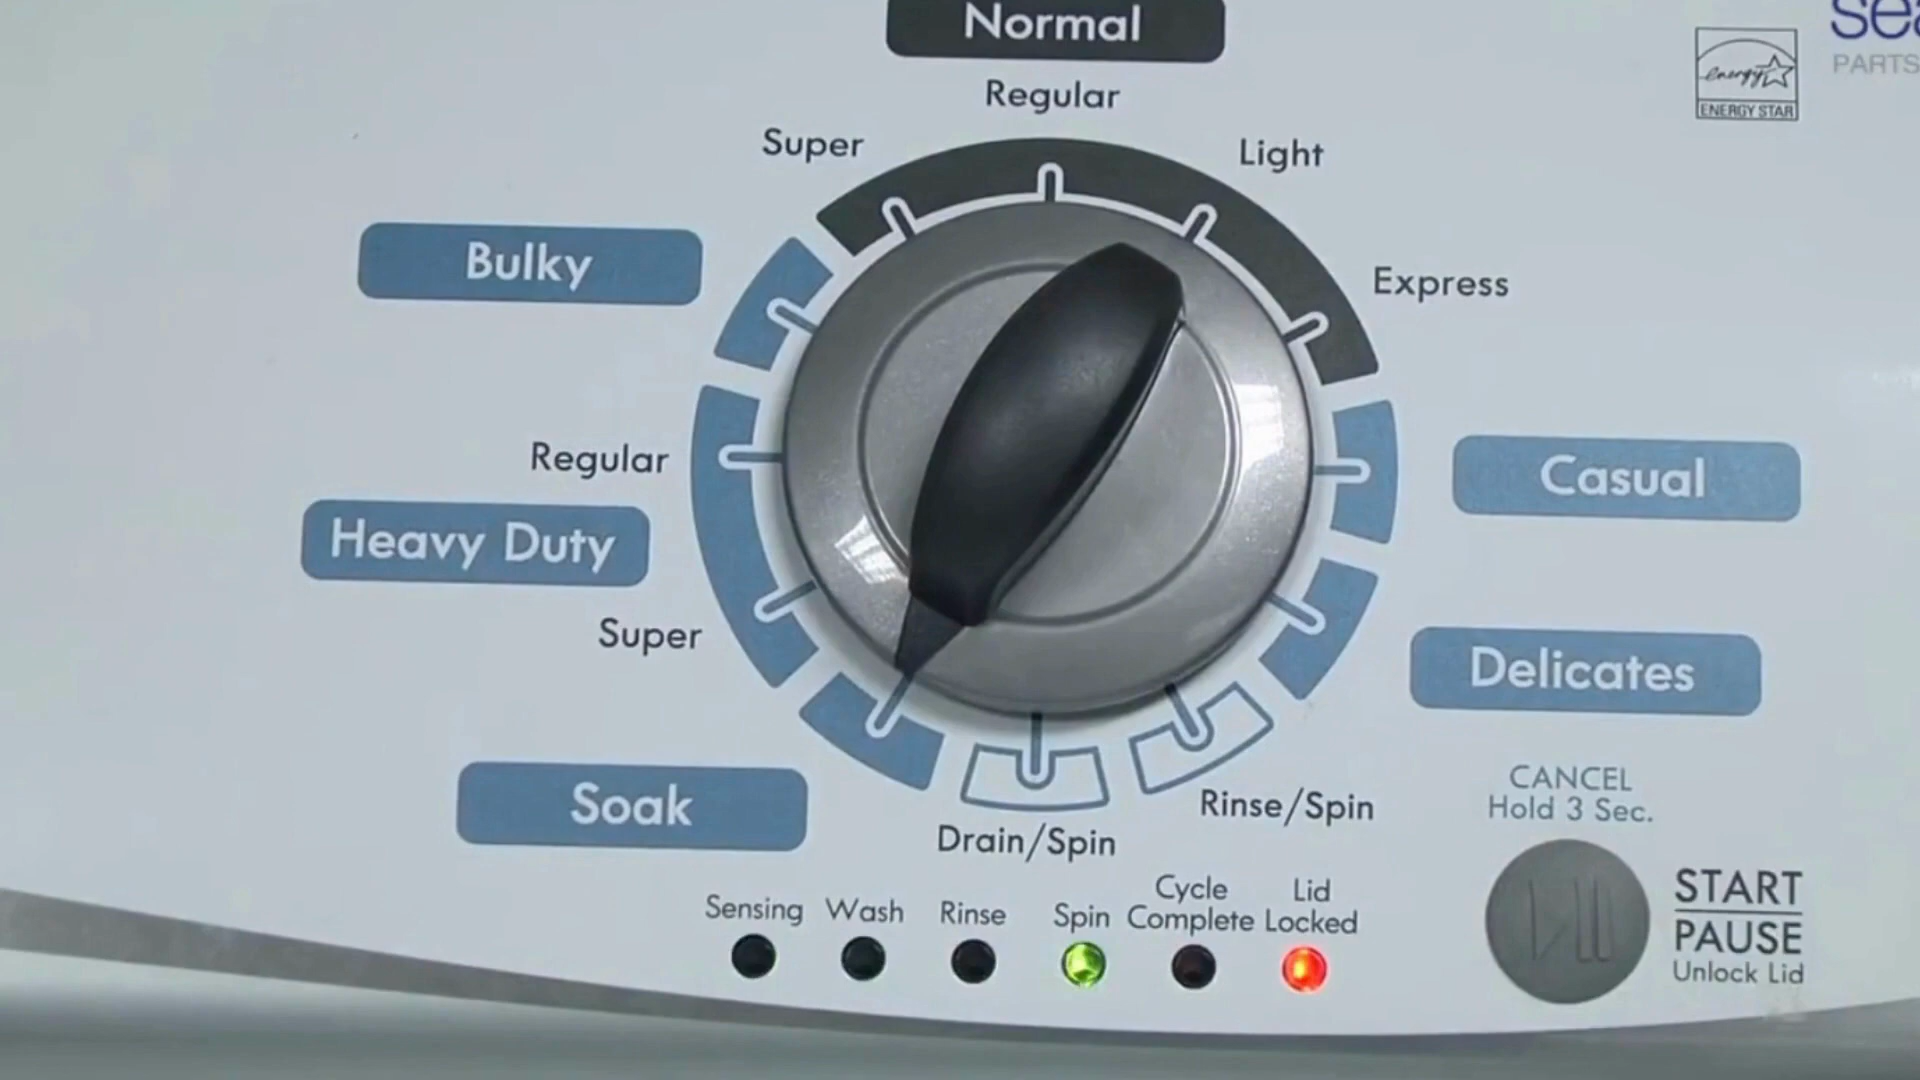 Normal
PARTS
energy
ENERGY STAR
Regular
Super
Light
Bulky
Express
Regular
Casual
Heavy Duty
Super
Delicates
Soak
Drain/Spin
Rinse/Spin
CANCEL
Hold 3 Sec.
Sensing
Wash
Rinse
Spin
Cycle
Complete
Lid
Locked
START
PAUSE
Unlock Lid